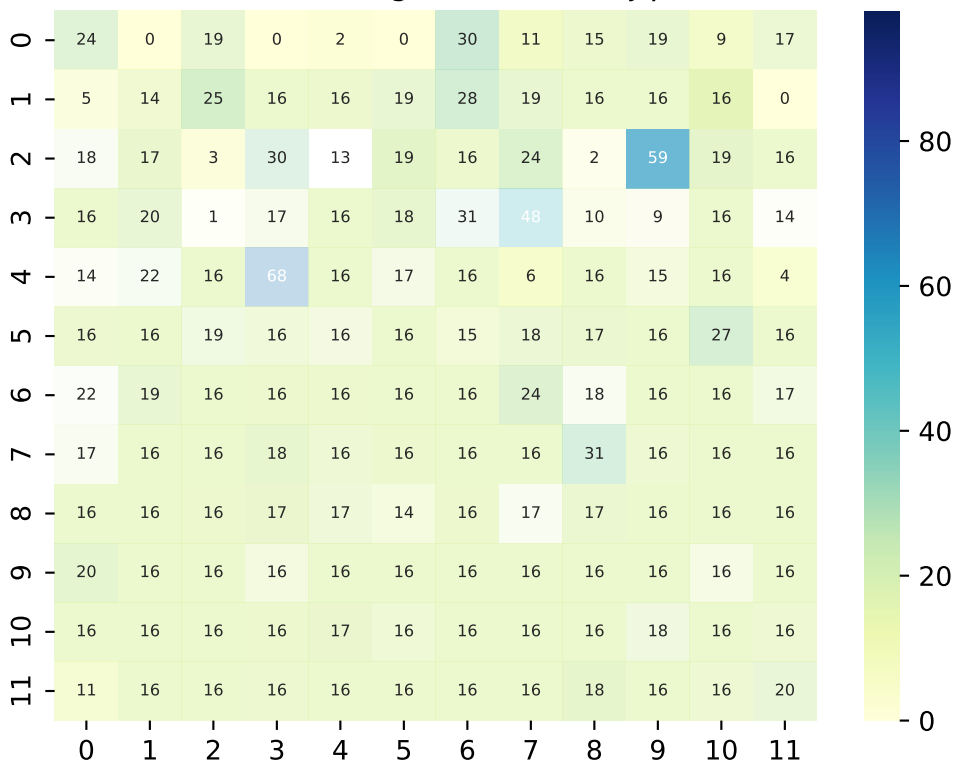 0 24 0 19 0 2 0 30 11 15 19 9 17
1 5 14 25 16 16 19 28 19 16 16 16 0
80
2 18 17 3 30 13 19 16 24 2 59 19 16
3 16 20 1 17 16 18 31 48 10 9 16 14
4 14 22 16 68 16 17 16 6 16 15 16 4
60
5 16 16 19 16 16 16 15 18 17 16 27 16
6 22 19 16 16 16 16 16 24 18 16 16 17
40
7 17 16 16 18 16 16 16 16 31 16 16 16
8 16 16 16 17 17 14 16 17 17 16 16 16
9 20 16 16 16 16 16 16 16 16 16 16 16
20
10 16 16 16 16 17 16 16 16 16 18 16 16
11 11 16 16 16 16 16 16 16 18 16 16 20
0
0 1 2 3 4 5 6 7 8 9 10 11